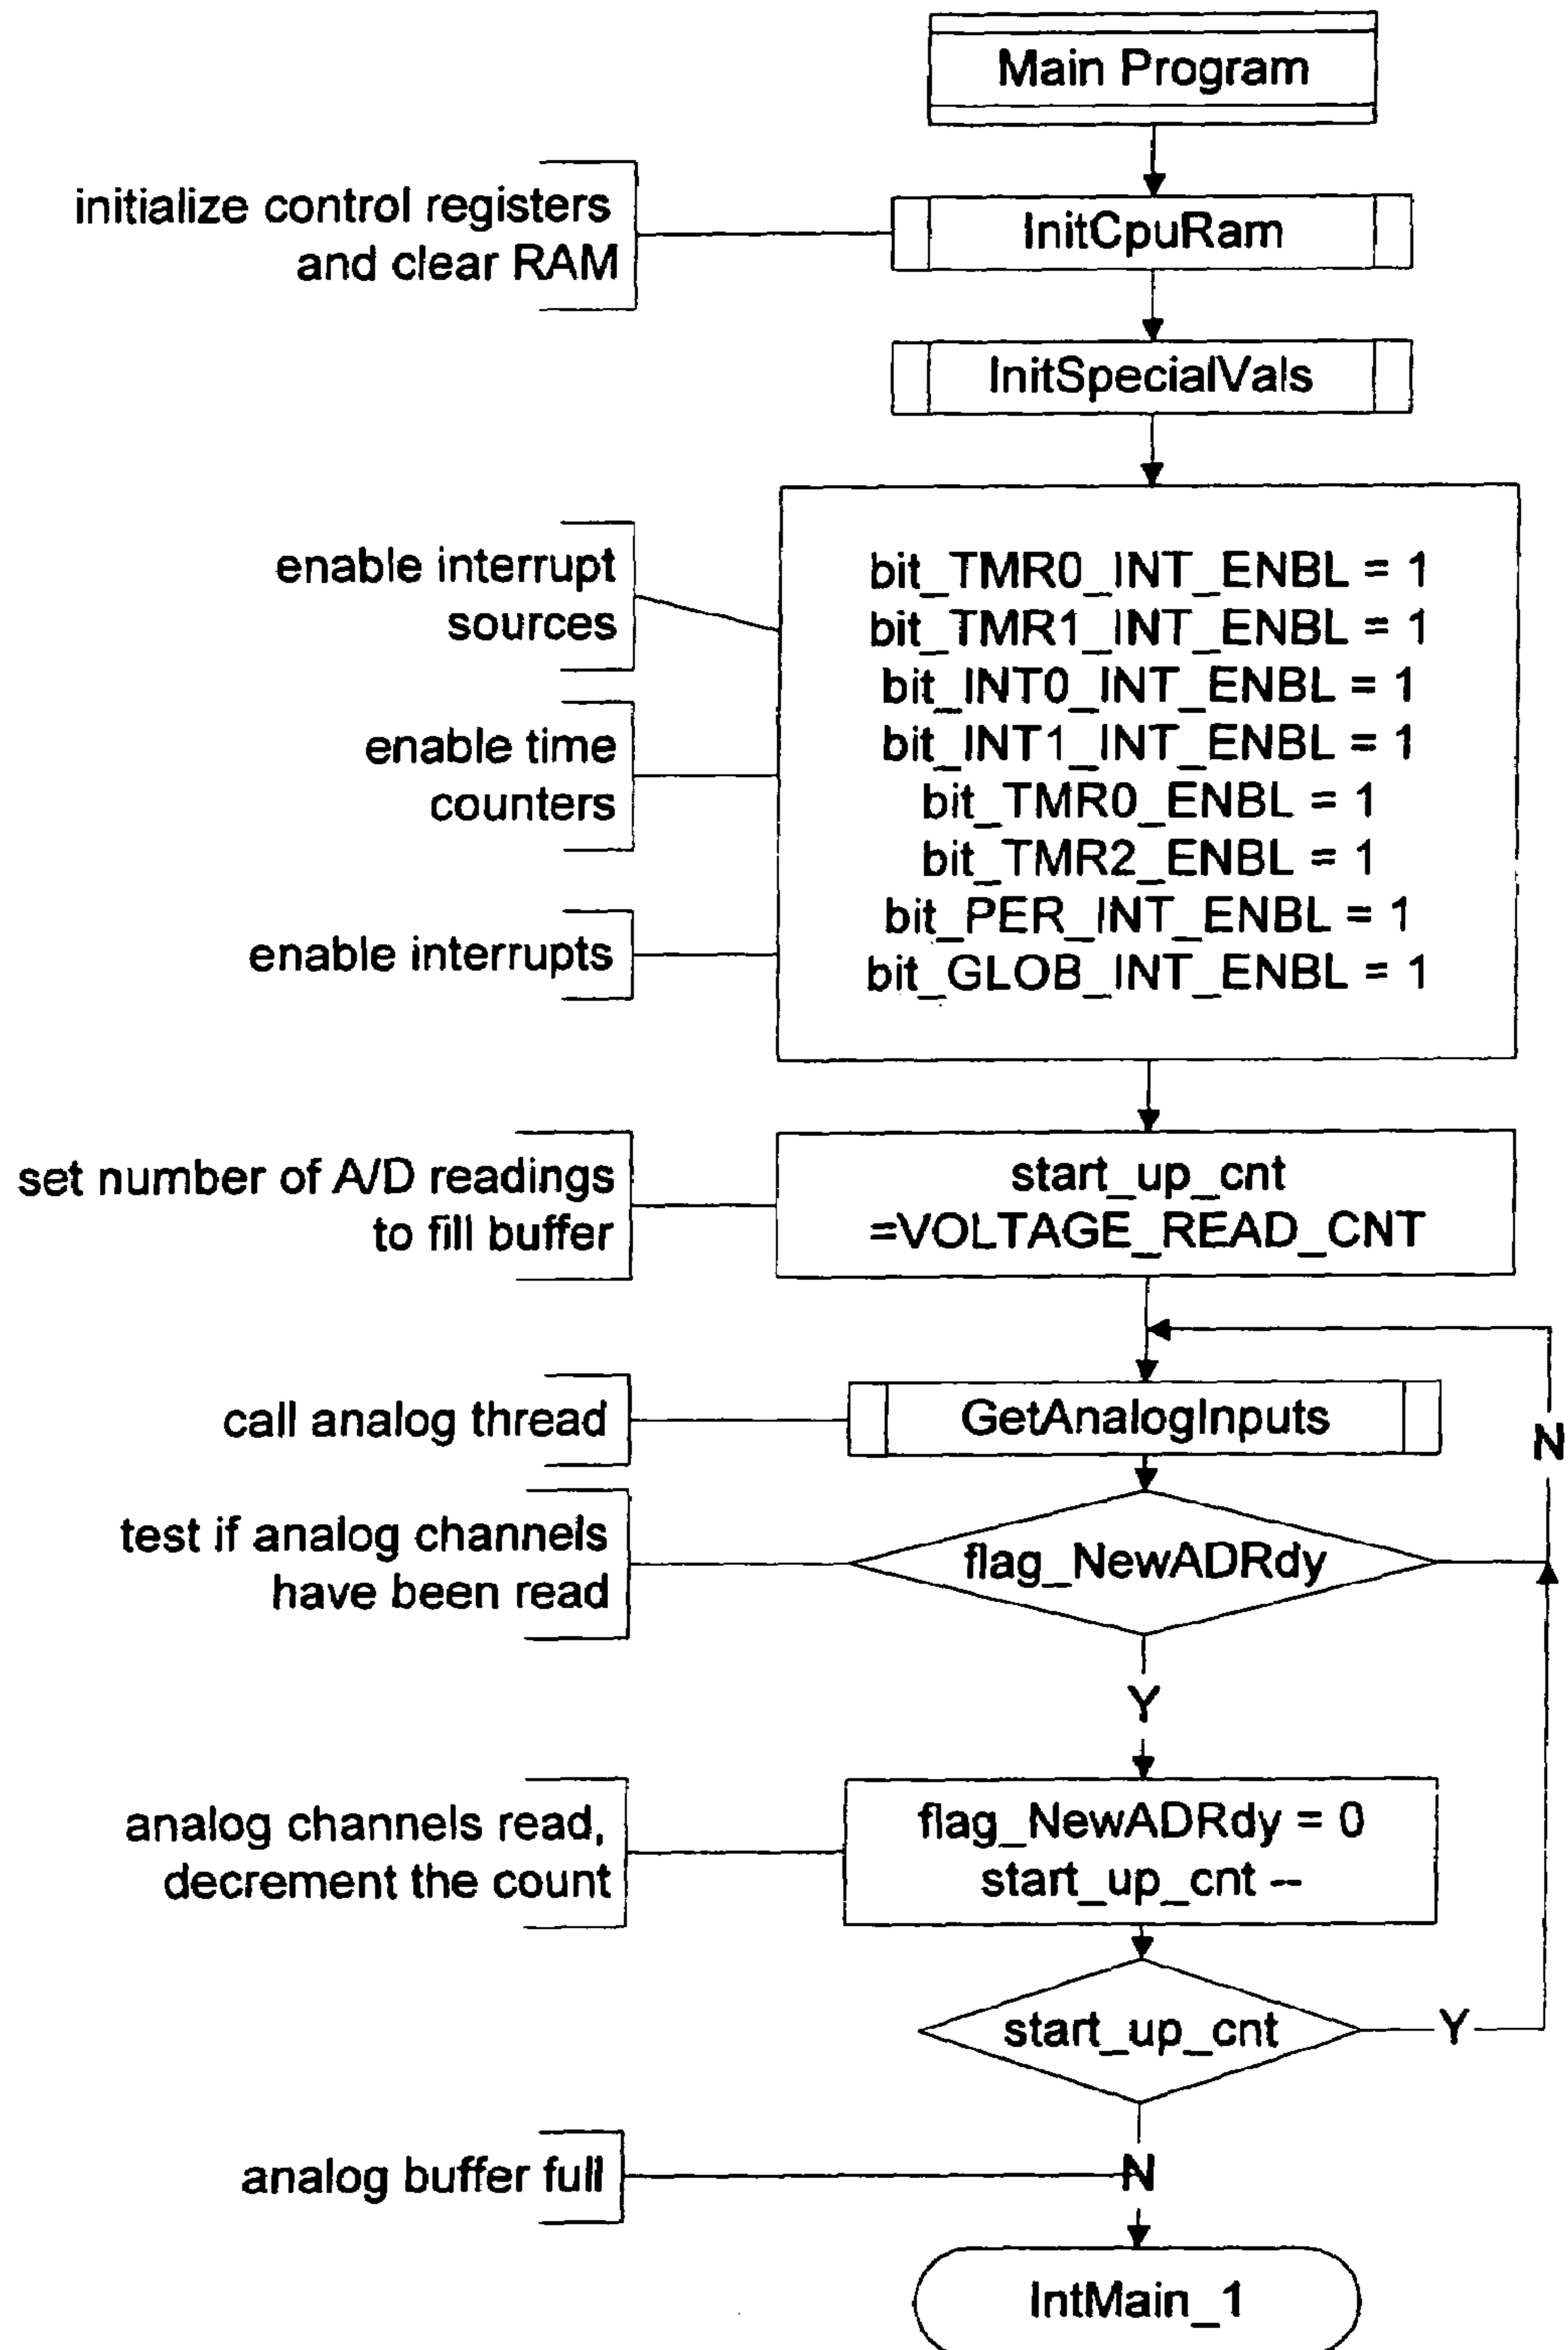 Main Program
initialize control registers
and clear RAM
InitCpuRam
InitSpecialVals
enable interrupt
sources
enable time
counters
enable interrupts
bit_TMR0_INT_ENBL = 1
bit_TMR1_INT_ENBL = 1
bit_INT0_INT_ENBL = 1
bit_INT1_INT_ENBL = 1
bit_TMR0_ENBL = 1
bit_TMR2_ENBL = 1
bit_PER_INT_ENBL = 1
bit_GLOB_INT_ENBL = 1
set number of A/D readings
to fill buffer
start_up_cnt
=VOLTAGE_READ_CNT
call analog thread
GetAnalogInputs
N
test if analog channels
have been read
flag_NewADRdy
Y
analog channels read,
decrement the count
flag_NewADRdy = 0
start_up_cnt --
start_up_cnt
Y
analog buffer full
N
IntMain_1